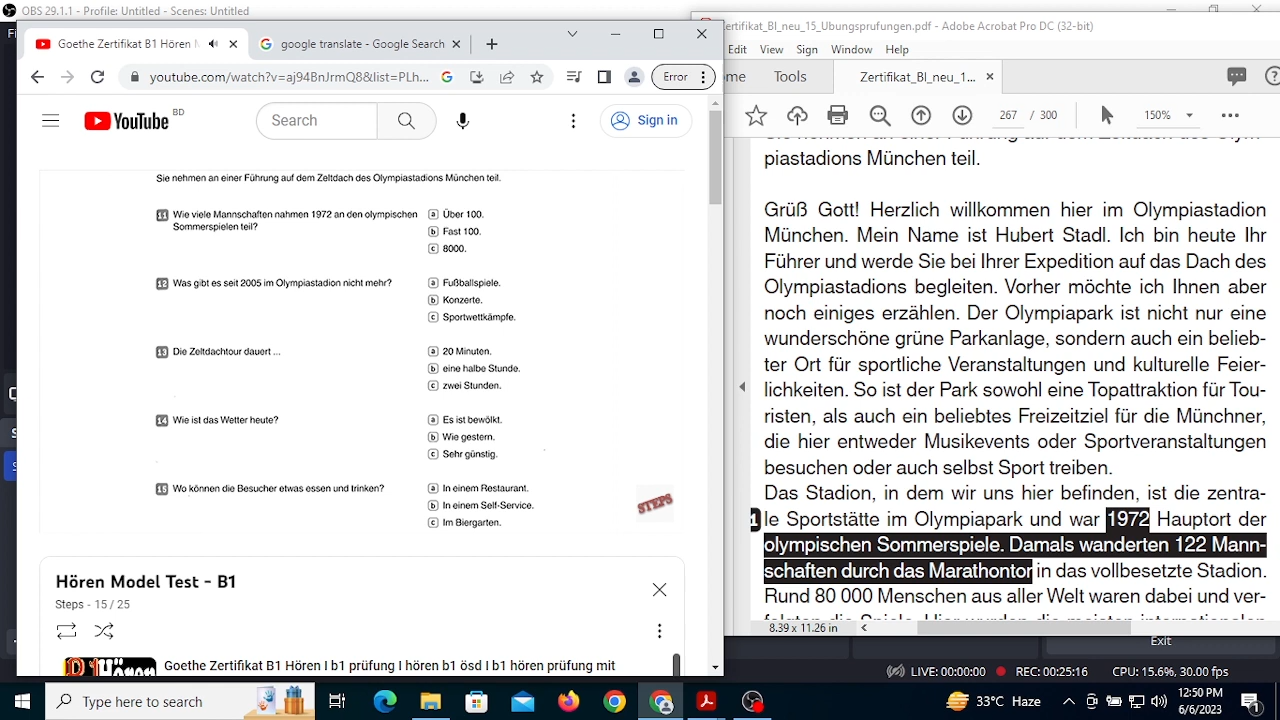 OBS 29.1.1 - Profile: Untitled - Scenes: Untitled
Goethe Zertifikat B1 Hören M
google translate - Google Search
youtube.com/watch?v=aj94BnJrmQ8&list=PLh...
Error
YouTube BD
Search
Sign in
Sie nehmen an einer Führung auf dem Zeltdach des Olympiastadions München teil.
11 Wie viele Mannschaften nahmen 1972 an den olympischen
Sommerspielen teil?
a Über 100.
b Fast 100.
c 8000.
12 Was gibt es seit 2005 im Olympiastadion nicht mehr?
a Fußballspiele.
b Konzerte.
c Sportwettkämpfe.
13 Die Zeltdachtour dauert ...
a 20 Minuten.
b eine halbe Stunde.
c zwei Stunden.
14 Wie ist das Wetter heute?
a Es ist bewölkt.
b Wie gestern.
c Sehr günstig.
15 Wo können die Besucher etwas essen und trinken?
a In einem Restaurant.
b In einem Self-Service.
c Im Biergarten.
STEPS
Hören Model Test - B1
Steps - 15 / 25
B1 Hören
Goethe Zertifikat B1 Hören I b1 prüfung I hören b1 ösd I b1 hören prüfung mit
ertifikat_BI_neu_15_Ubungsprufungen.pdf - Adobe Acrobat Pro DC (32-bit)
Edit View Sign Window Help
me Tools Zertifikat_BI_neu_1...
267 / 300
150%
piastadions München teil.
Grüß Gott! Herzlich willkommen hier im Olympiastadion
München. Mein Name ist Hubert Stadl. Ich bin heute Ihr
Führer und werde Sie bei Ihrer Expedition auf das Dach des
Olympiastadions begleiten. Vorher möchte ich Ihnen aber
noch einiges erzählen. Der Olympiapark ist nicht nur eine
wunderschöne grüne Parkanlage, sondern auch ein belieb-
ter Ort für sportliche Veranstaltungen und kulturelle Feier-
lichkeiten. So ist der Park sowohl eine Topattraktion für Tou-
risten, als auch ein beliebtes Freizeitziel für die Münchner,
die hier entweder Musikevents oder Sportveranstaltungen
besuchen oder auch selbst Sport treiben.
Das Stadion, in dem wir uns hier befinden, ist die zentra-
le Sportstätte im Olympiapark und war 1972 Hauptort der
olympischen Sommerspiele. Damals wanderten 122 Mann-
schaften durch das Marathontor in das vollbesetzte Stadion.
Rund 80 000 Menschen aus aller Welt waren dabei und ver-
8.39 x 11.26 in
Exit
LIVE: 00:00:00 REC: 00:25:16 CPU: 15.6%, 30.00 fps
Type here to search
33°C Haze
12:50 PM
6/6/2023
1